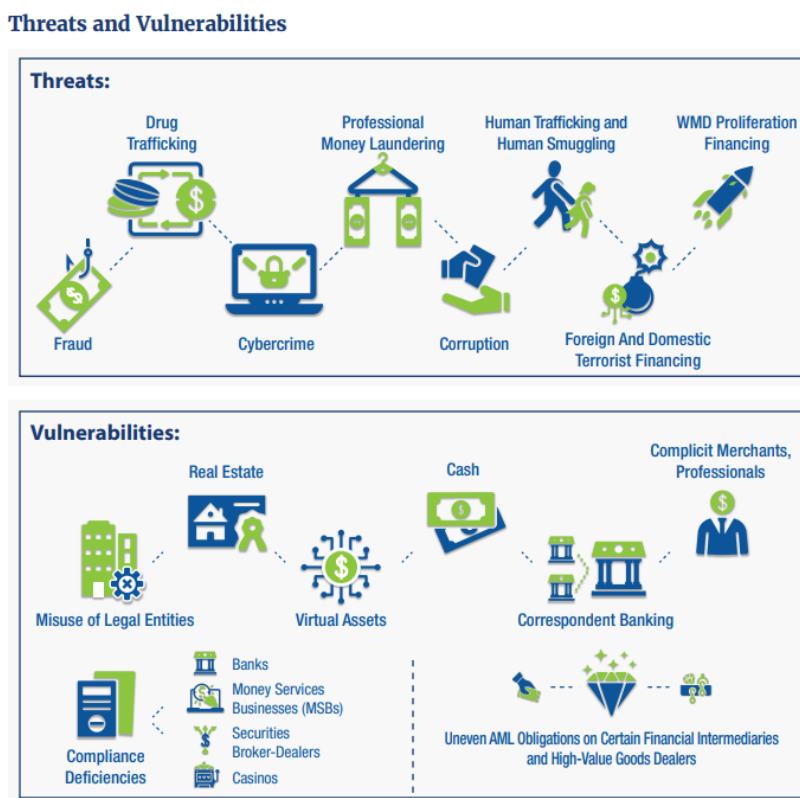 Threats and Vulnerabilities
Threats:
Drug
Trafficking
Professional
Money Laundering
Human Trafficking and
Human Smuggling
WMD Proliferation
Financing
Fraud
Cybercrime
Corruption
Foreign And Domestic
Terrorist Financing
Vulnerabilities:
Real Estate
Cash
Complicit Merchants,
Professionals
Misuse of Legal Entities
Virtual Assets
Correspondent Banking
Compliance
Deficiencies
Banks
Money Services
Businesses (MSBs)
Securities
Broker-Dealers
Casinos
Uneven AML Obligations on Certain Financial Intermediaries
and High-Value Goods Dealers